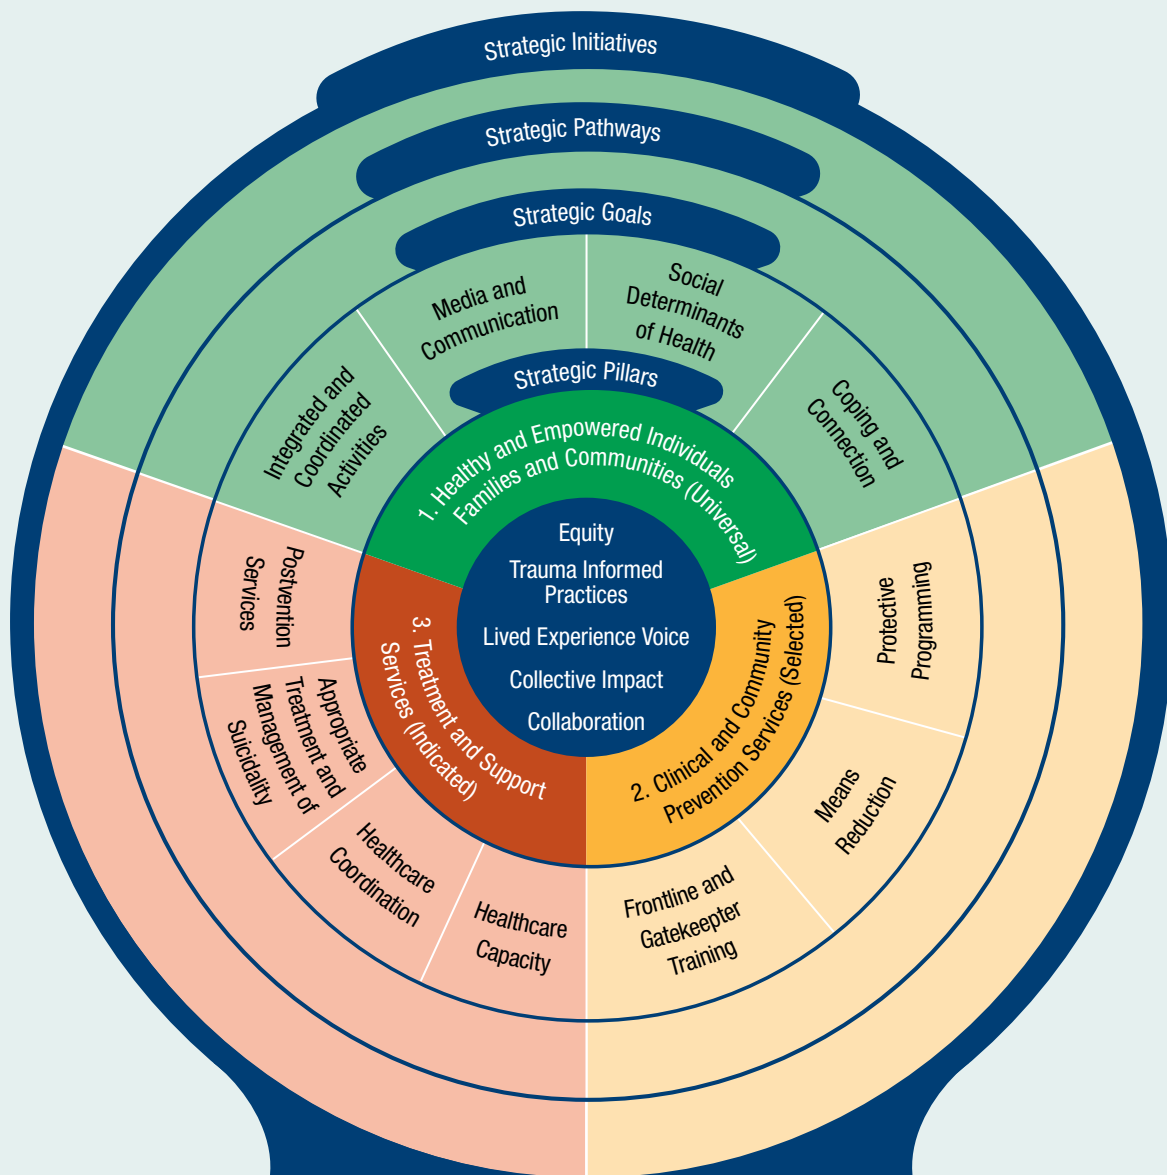 Strategic Initiatives
Strategic Pathways
Strategic Goals
Media and
Communication
Social
Determinants
of Health
Integrated and
Coordinated
Activities
Coping and
Connection
Strategic Pillars
1. Healthy and Empowered Individuals
Families and Communities (Universal)
Equity
Trauma Informed
Practices
Lived Experience Voice
Collective Impact
Collaboration
2. Clinical and Community
Prevention Services (Selected)
3. Treatment and Support
Services (Indicated)
Protective
Programming
Means
Reduction
Frontline and
Gatekeepter
Training
Healthcare
Capacity
Healthcare
Coordination
Appropriate
Treatment and
Management of
Suicidality
Postvention
Services